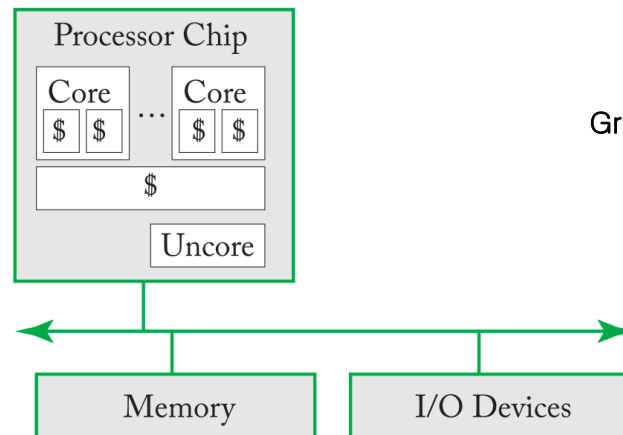 Processor Chip
Core ... Core
$ $ $ $
$
Uncore
Gr
Memory
I/O Devices